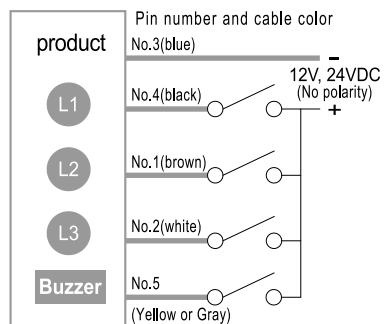 Pin number and cable color
product
No.3(blue)
−
12V, 24VDC
(No polarity)
+
L1
No.4(black)
L2
No.1(brown)
L3
No.2(white)
Buzzer
No.5
(Yellow or Gray)